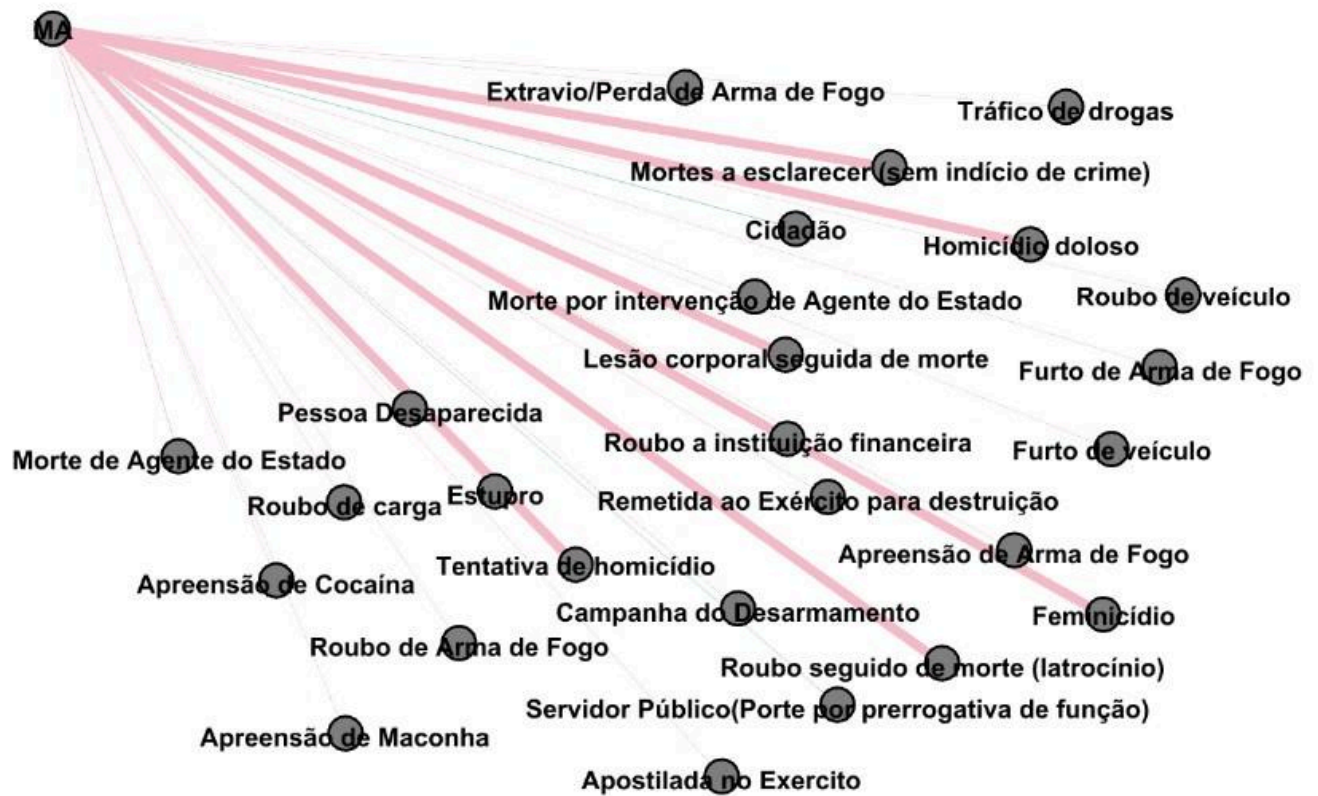 MA
Extravio/Perda de Arma de Fogo
Tráfico de drogas
Mortes a esclarecer (sem indício de crime)
Cidadão
Homicídio doloso
Morte por intervenção de Agente do Estado
Roubo de veículo
Lesão corporal seguida de morte
Furto de Arma de Fogo
Pessoa Desaparecida
Roubo a instituição financeira
Furto de veículo
Morte de Agente do Estado
Roubo de carga
Estupro
Remetida ao Exército para destruição
Apreensão de Arma de Fogo
Tentativa de homicídio
Apreensão de Cocaína
Campanha do Desarmamento
Feminicídio
Roubo de Arma de Fogo
Roubo seguido de morte (latrocínio)
Servidor Público(Porte por prerrogativa de função)
Apreensão de Maconha
Apostilada no Exercito